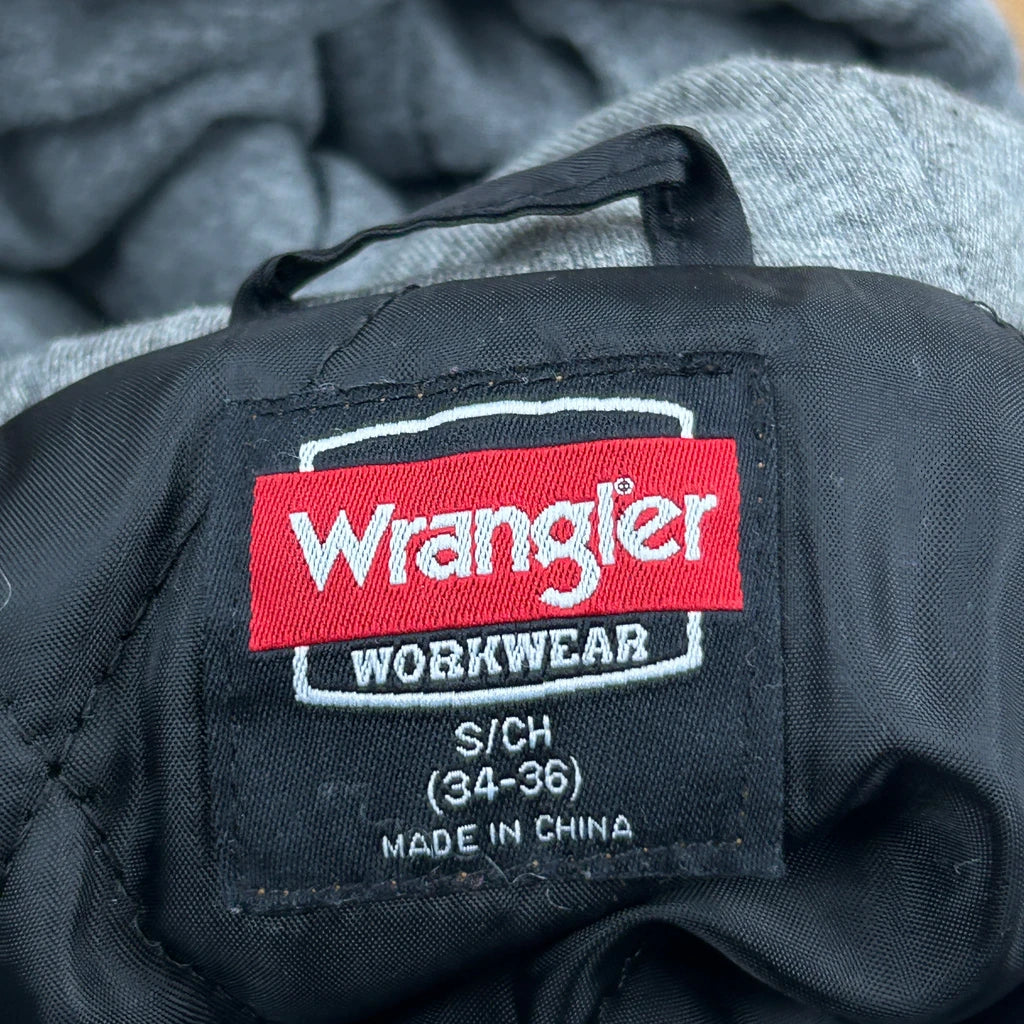 Wrangler
WORKWEAR
S/CH
(34-36)
MADE IN CHINA